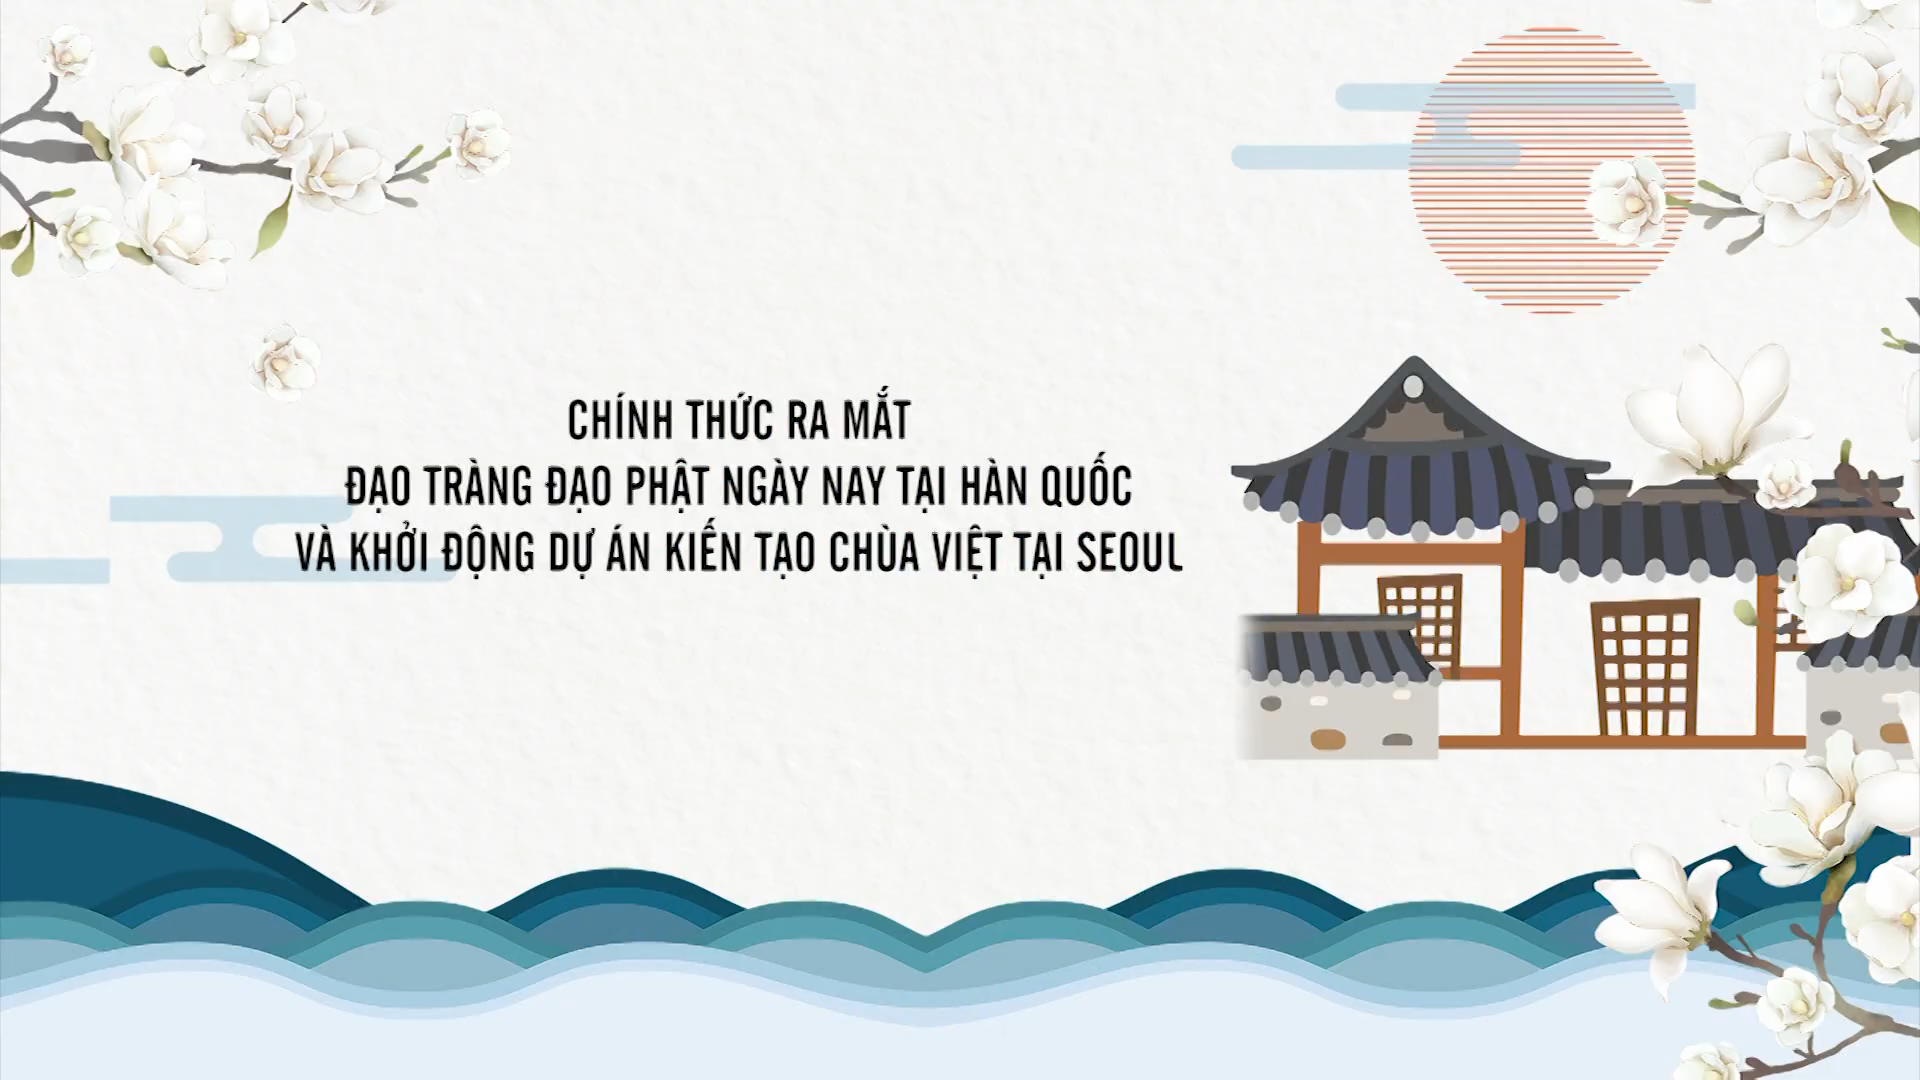 CHÍNH THỨC RA MẮT
ĐẠO TRÀNG ĐẠO PHẬT NGÀY NAY TẠI HÀN QUỐC
VÀ KHỞI ĐỘNG DỰ ÁN KIẾN TẠO CHÙA VIỆT TẠI SEOUL